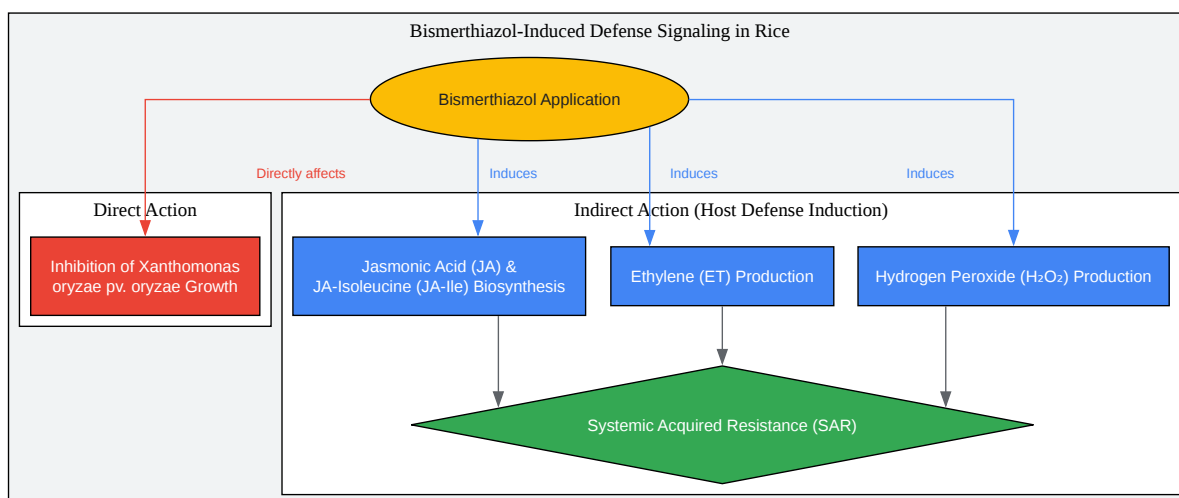 Bismerthiazol-Induced Defense Signaling in Rice
Bismerthiazol Application
Directly affects
Induces
Induces
Induces
Direct Action
Indirect Action (Host Defense Induction)
Inhibition of Xanthomonas
oryzae pv. oryzae Growth
Jasmonic Acid (JA) &
JA-Isoleucine (JA-Ile) Biosynthesis
Ethylene (ET) Production
Hydrogen Peroxide (H₂O₂) Production
Systemic Acquired Resistance (SAR)